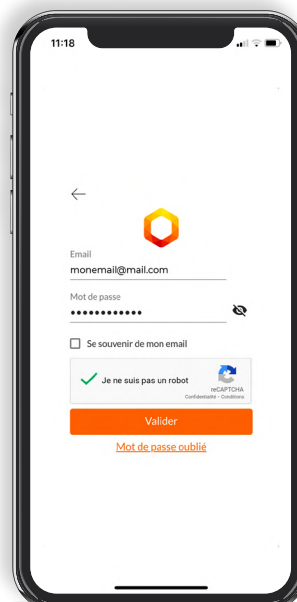 11:18
Email
monemail@mail.com
Mot de passe
••••••••••••
Se souvenir de mon email
Je ne suis pas un robot
reCAPTCHA
Confidentialité - Conditions
Valider
Mot de passe oublié